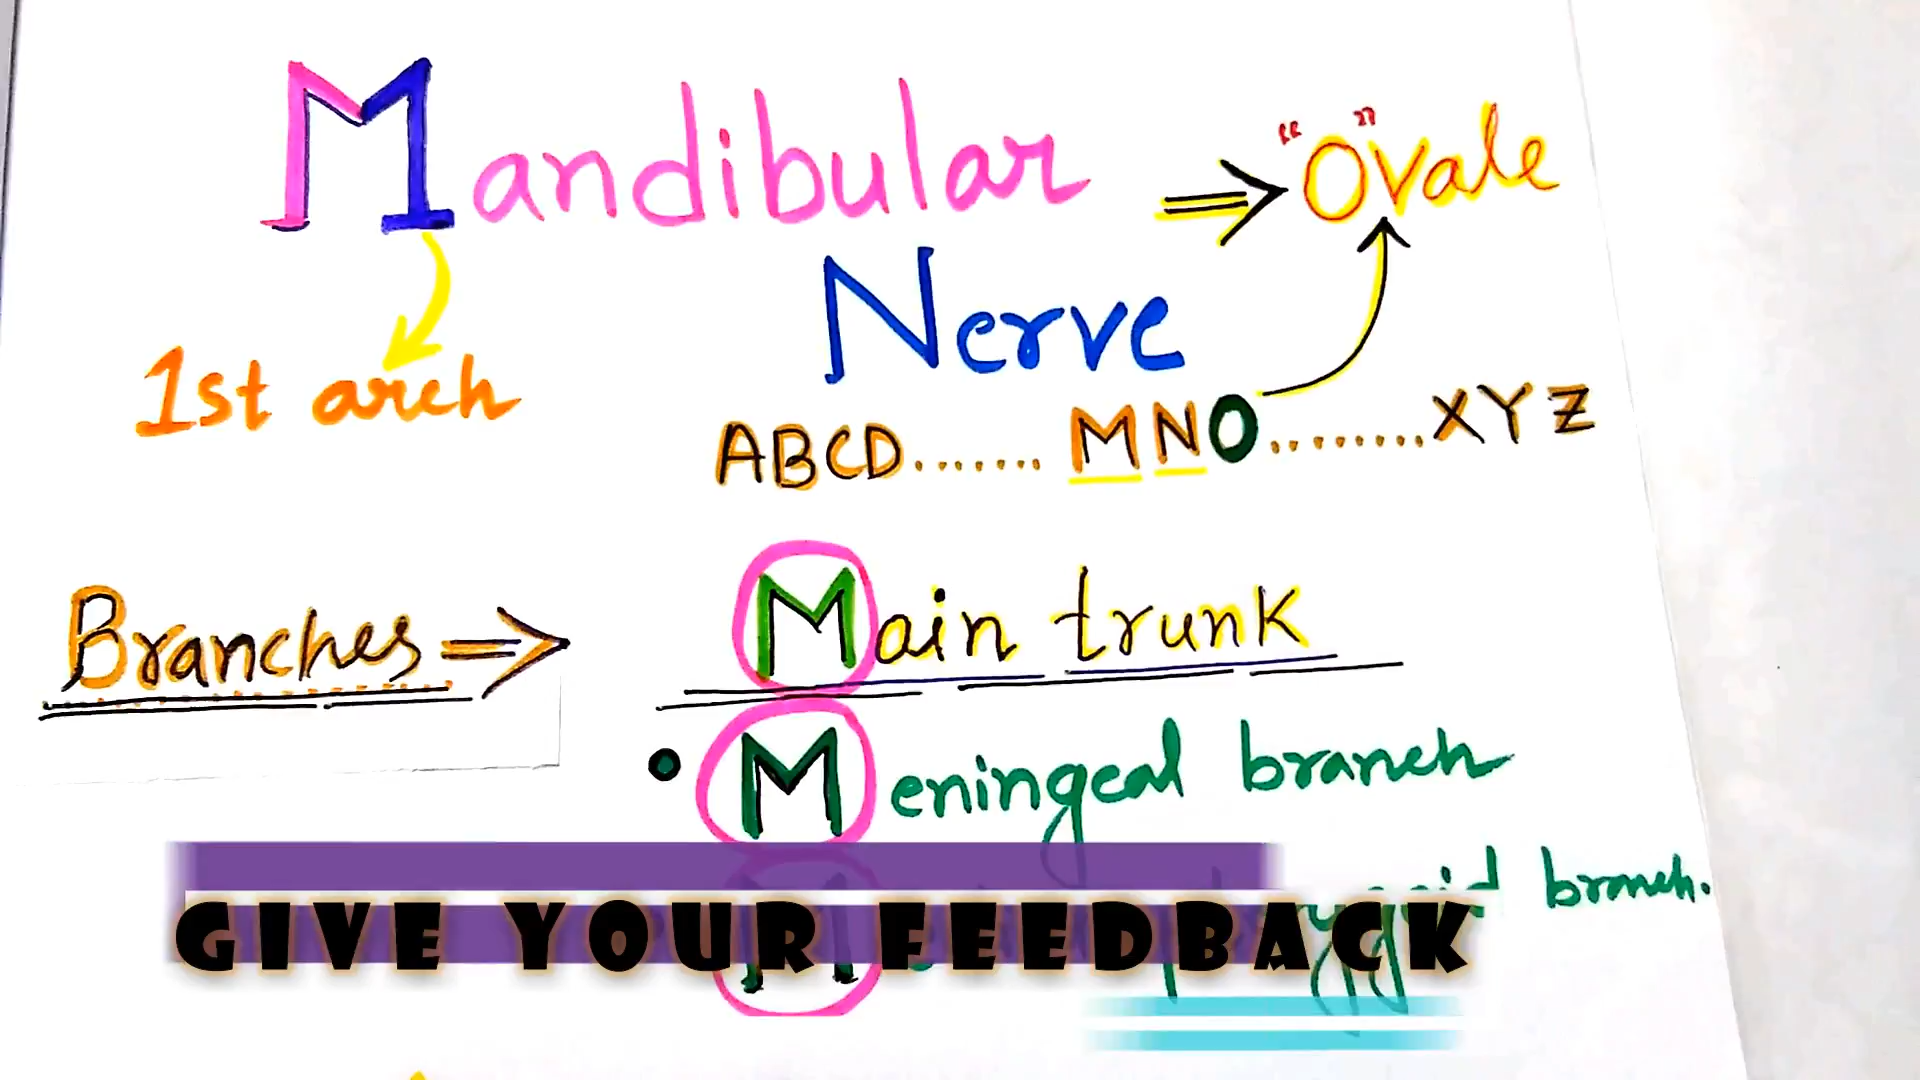 Mandibular ⇒ "Ovale
Nerve
1st arch
ABCD....... MNO........XYZ
Branches ⇒ Main trunk
• Meningeal branch
M branch.
GIVE YOUR FEEDBACK